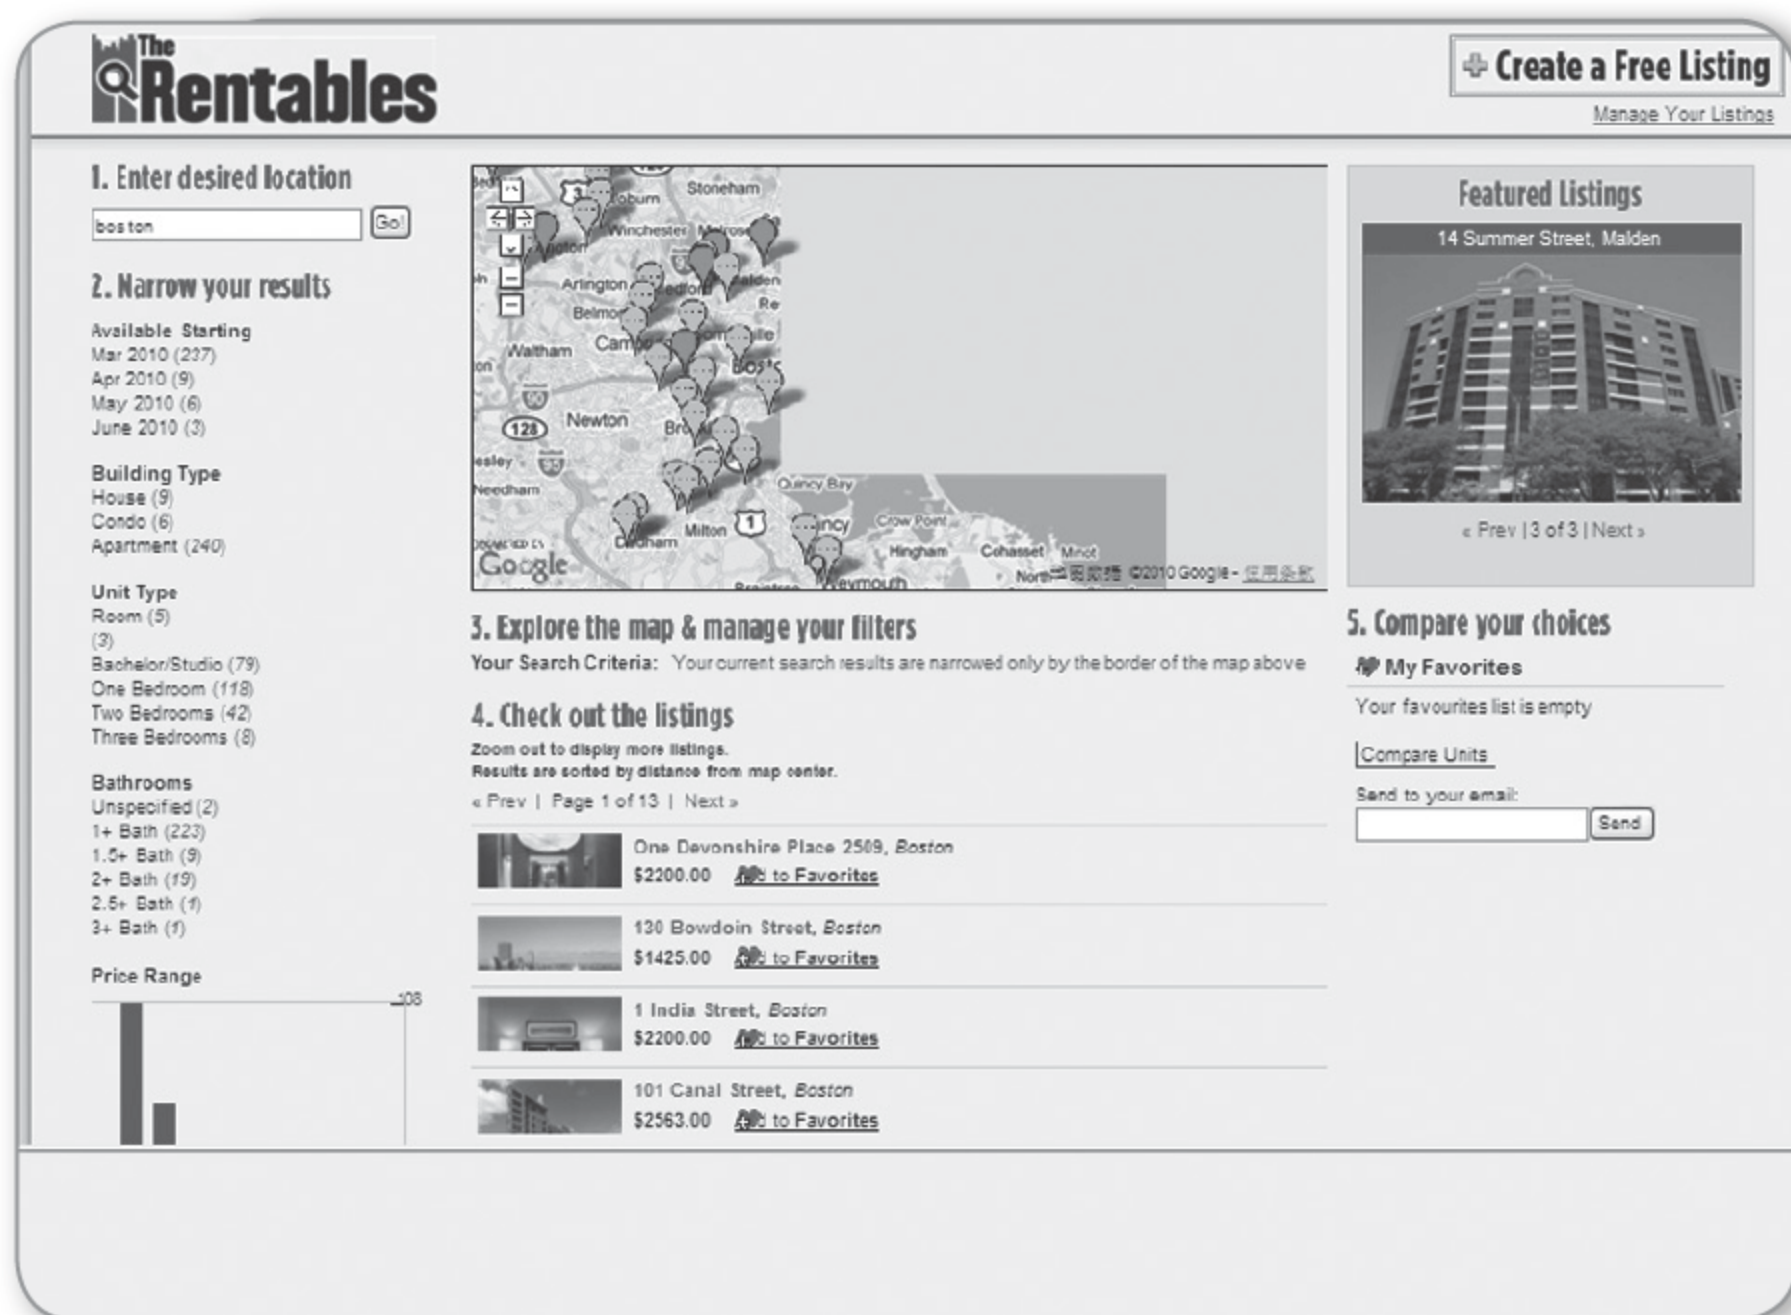 The
Rentables
Create a Free Listing
Manage Your Listings
1. Enter desired location
boston
Go!
2. Narrow your results
Available Starting
Mar 2010 (237)
Apr 2010 (9)
May 2010 (6)
June 2010 (3)
Building Type
House (9)
Condo (6)
Apartment (240)
Unit Type
Room (5)
(3)
Bachelor/Studio (79)
One Bedroom (118)
Two Bedrooms (42)
Three Bedrooms (8)
Bathrooms
Unspecified (2)
1+ Bath (223)
1.5+ Bath (9)
2+ Bath (19)
2.5+ Bath (1)
3+ Bath (1)
Price Range
108
Stoneham
3
oburn
Winchester
Melrose
Arlington
Belmo
Waltham
90
Newton
128
95
Needham
Milton
1
Quincy Bay
Crow Point
Hingham
Cohasset
Minot
North
eymouth
Google
©2010 Google -
3. Explore the map & manage your filters
Your Search Criteria: Your current search results are narrowed only by the border of the map above
4. Check out the listings
Zoom out to display more listings.
Results are sorted by distance from map center.
« Prev | Page 1 of 13 | Next »
One Devonshire Place 2509, Boston
$2200.00 to Favorites
130 Bowdoin Street, Boston
$1425.00 to Favorites
1 India Street, Boston
$2200.00 to Favorites
101 Canal Street, Boston
$2563.00 to Favorites
Featured Listings
14 Summer Street, Malden
« Prev | 3 of 3 | Next »
5. Compare your choices
My Favorites
Your favourites list is empty
Compare Units
Send to your email:
Send